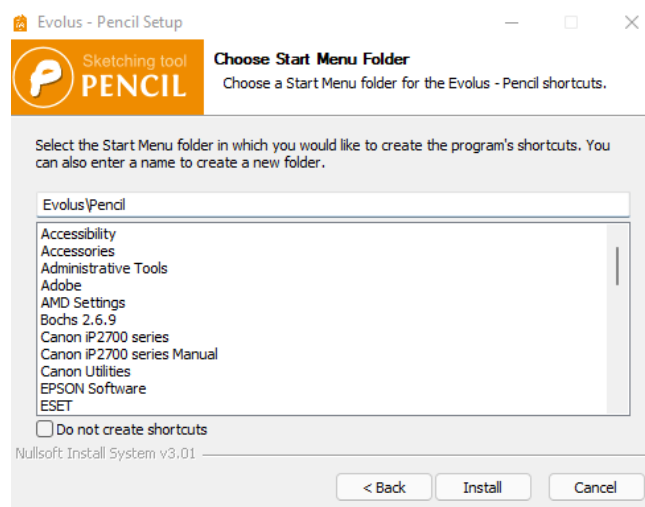 Evolus - Pencil Setup
Sketching tool
PENCIL
Choose Start Menu Folder
Choose a Start Menu folder for the Evolus - Pencil shortcuts.
Select the Start Menu folder in which you would like to create the program's shortcuts. You
can also enter a name to create a new folder.
Evolus\Pencil
Accessibility
Accessories
Administrative Tools
Adobe
AMD Settings
Bochs 2.6.9
Canon iP2700 series
Canon iP2700 series Manual
Canon Utilities
EPSON Software
ESET
Do not create shortcuts
Nullsoft Install System v3.01
< Back
Install
Cancel